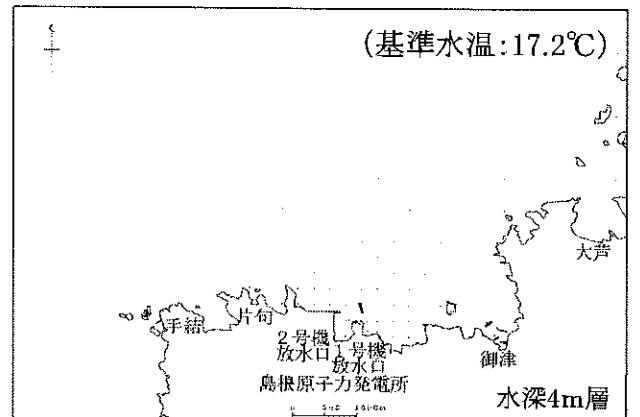 (基準水温:17.2℃)
大芦
手結
片句
2号機
放水口
1号機
放水口
御津
島根原子力発電所
水深4m層